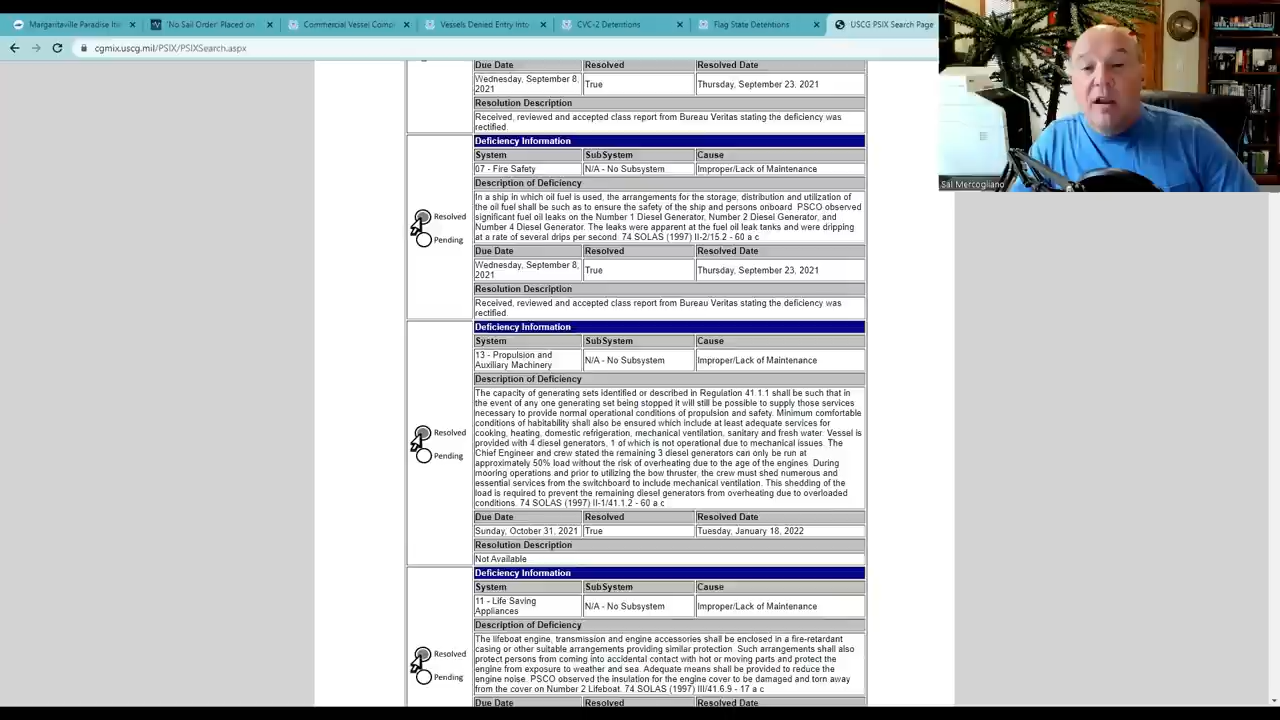 Margaritaville Paradise Itin
'No Sail Order' Placed on
Commercial Vessel Compl
Vessels Denied Entry Into
CVC-2 Detentions
Flag State Detentions
USCG PSIX Search Page
cgmix.uscg.mil/PSIX/PSIXSearch.aspx
Due Date Resolved Resolved Date
Wednesday, September 8, 2021 True Thursday, September 23, 2021
Resolution Description
Received, reviewed and accepted class report from Bureau Veritas stating the deficiency was
rectified.
Deficiency Information
System SubSystem Cause
07 - Fire Safety N/A - No Subsystem Improper/Lack of Maintenance
Description of Deficiency
In a ship in which oil fuel is used, the arrangements for the storage, distribution and utilization of
the oil fuel shall be such as to ensure the safety of the ship and persons onboard. PSCO observed
significant fuel oil leaks on the Number 1 Diesel Generator, Number 2 Diesel Generator, and
Number 4 Diesel Generator. The leaks were apparent at the fuel oil leak tanks and were dripping
at a rate of several drips per second. 74 SOLAS (1997) II-2/15.2 - 60 a c
Resolved
Pending
Due Date Resolved Resolved Date
Wednesday, September 8, 2021 True Thursday, September 23, 2021
Resolution Description
Received, reviewed and accepted class report from Bureau Veritas stating the deficiency was
rectified.
Deficiency Information
System SubSystem Cause
13 - Propulsion and Auxiliary Machinery N/A - No Subsystem Improper/Lack of Maintenance
Description of Deficiency
The capacity of generating sets identified or described in Regulation 41.1.1 shall be such that in
the event of any one generating set being stopped it will still be possible to supply those services
necessary to provide normal operational conditions of propulsion and safety. Minimum comfortable
conditions of habitability shall also be ensured which include at least adequate services for
cooking, heating, domestic refrigeration, mechanical ventilation, sanitary and fresh water. Vessel is
provided with 4 diesel generators, 1 of which is not operational due to mechanical issues. The
Chief Engineer and crew stated the remaining 3 diesel generators can only be run at
approximately 50% load without the risk of overheating due to the age of the engines. During
mooring operations and prior to utilizing the bow thruster, the crew must shed numerous and
essential services from the switchboard to include mechanical ventilation. This shedding of the
load is required to prevent the remaining diesel generators from overheating due to overloaded
conditions. 74 SOLAS (1997) II-1/41.1.2 - 60 a c
Resolved
Pending
Due Date Resolved Resolved Date
Sunday, October 31, 2021 True Tuesday, January 18, 2022
Resolution Description
Not Available
Deficiency Information
System SubSystem Cause
11 - Life Saving Appliances N/A - No Subsystem Improper/Lack of Maintenance
Description of Deficiency
The lifeboat engine, transmission and engine accessories shall be enclosed in a fire-retardant
casing or other suitable arrangements providing similar protection. Such arrangements shall also
protect persons from coming into accidental contact with hot or moving parts and protect the
engine from exposure to weather and sea. Adequate means shall be provided to reduce the
engine noise. PSCO observed the insulation for the engine cover to be damaged and torn away
from the cover on Number 2 Lifeboat. 74 SOLAS (1997) III/41.6.9 - 17 a c
Resolved
Pending
Due Date Resolved Resolved Date
Sal Mercogliano